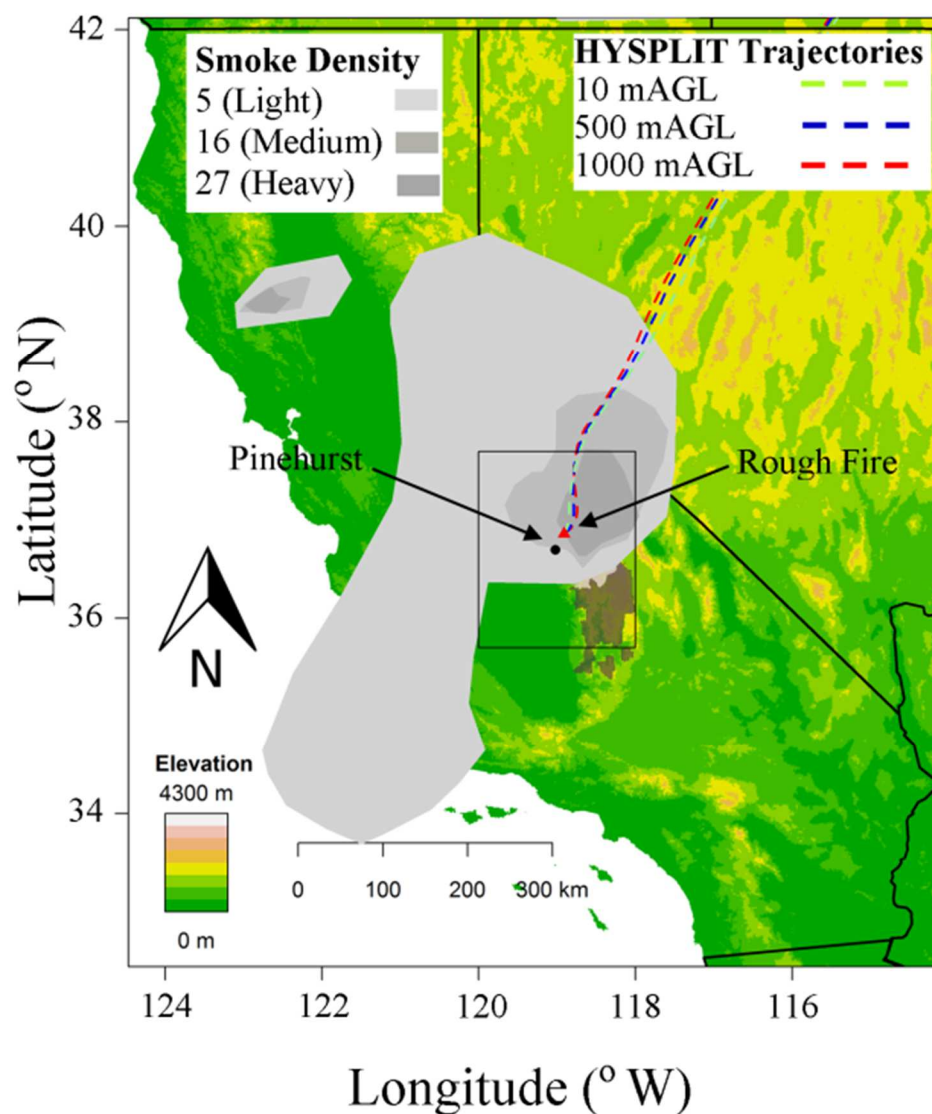 42
40
38
36
34
Latitude (° N)
Smoke Density
5 (Light)
16 (Medium)
27 (Heavy)
HYSPLIT Trajectories
10 mAGL
500 mAGL
1000 mAGL
Pinehurst
Rough Fire
N
Elevation
4300 m
0 m
0 100 200 300 km
124 122 120 118 116
Longitude (° W)